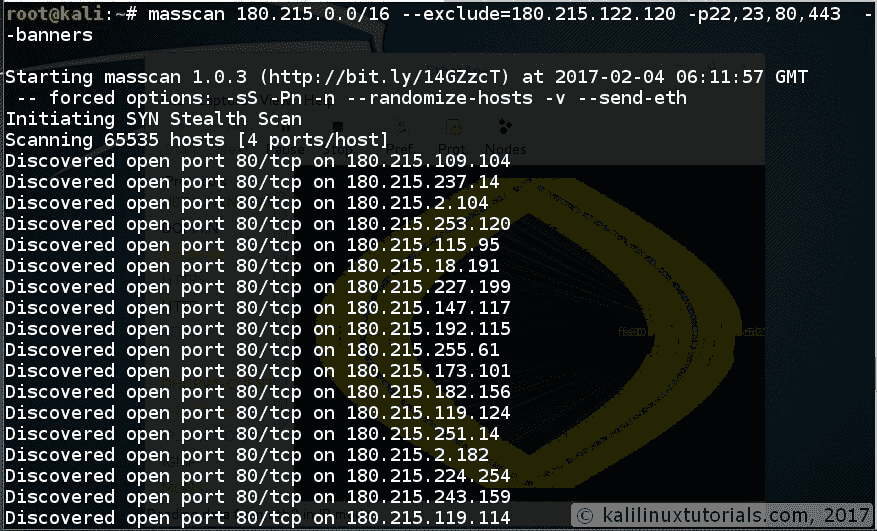 root@kali:~# masscan 180.215.0.0/16 --exclude=180.215.122.120 -p22,23,80,443  -
-banners
Starting masscan 1.0.3 (http://bit.ly/14GZzcT) at 2017-02-04 06:11:57 GMT
 -- forced options: -sS -Pn -n --randomize-hosts -v --send-eth
Initiating SYN Stealth Scan
Scanning 65535 hosts [4 ports/host]
Pref.
Prot.
Nodes
Discovered open port 80/tcp on 180.215.109.104
Discovered open port 80/tcp on 180.215.237.14
Discovered open port 80/tcp on 180.215.2.104
Discovered open port 80/tcp on 180.215.253.120
Discovered open port 80/tcp on 180.215.115.95
Discovered open port 80/tcp on 180.215.18.191
Discovered open port 80/tcp on 180.215.227.199
Discovered open port 80/tcp on 180.215.147.117
Discovered open port 80/tcp on 180.215.192.115
Discovered open port 80/tcp on 180.215.255.61
Discovered open port 80/tcp on 180.215.173.101
Discovered open port 80/tcp on 180.215.182.156
Discovered open port 80/tcp on 180.215.119.124
Discovered open port 80/tcp on 180.215.251.14
Discovered open port 80/tcp on 180.215.2.182
Discovered open port 80/tcp on 180.215.224.254
Discovered open port 80/tcp on 180.215.243.159
Discovered open port 80/tcp on 180.215.119.114
© kalilinuxtutorials.com, 2017